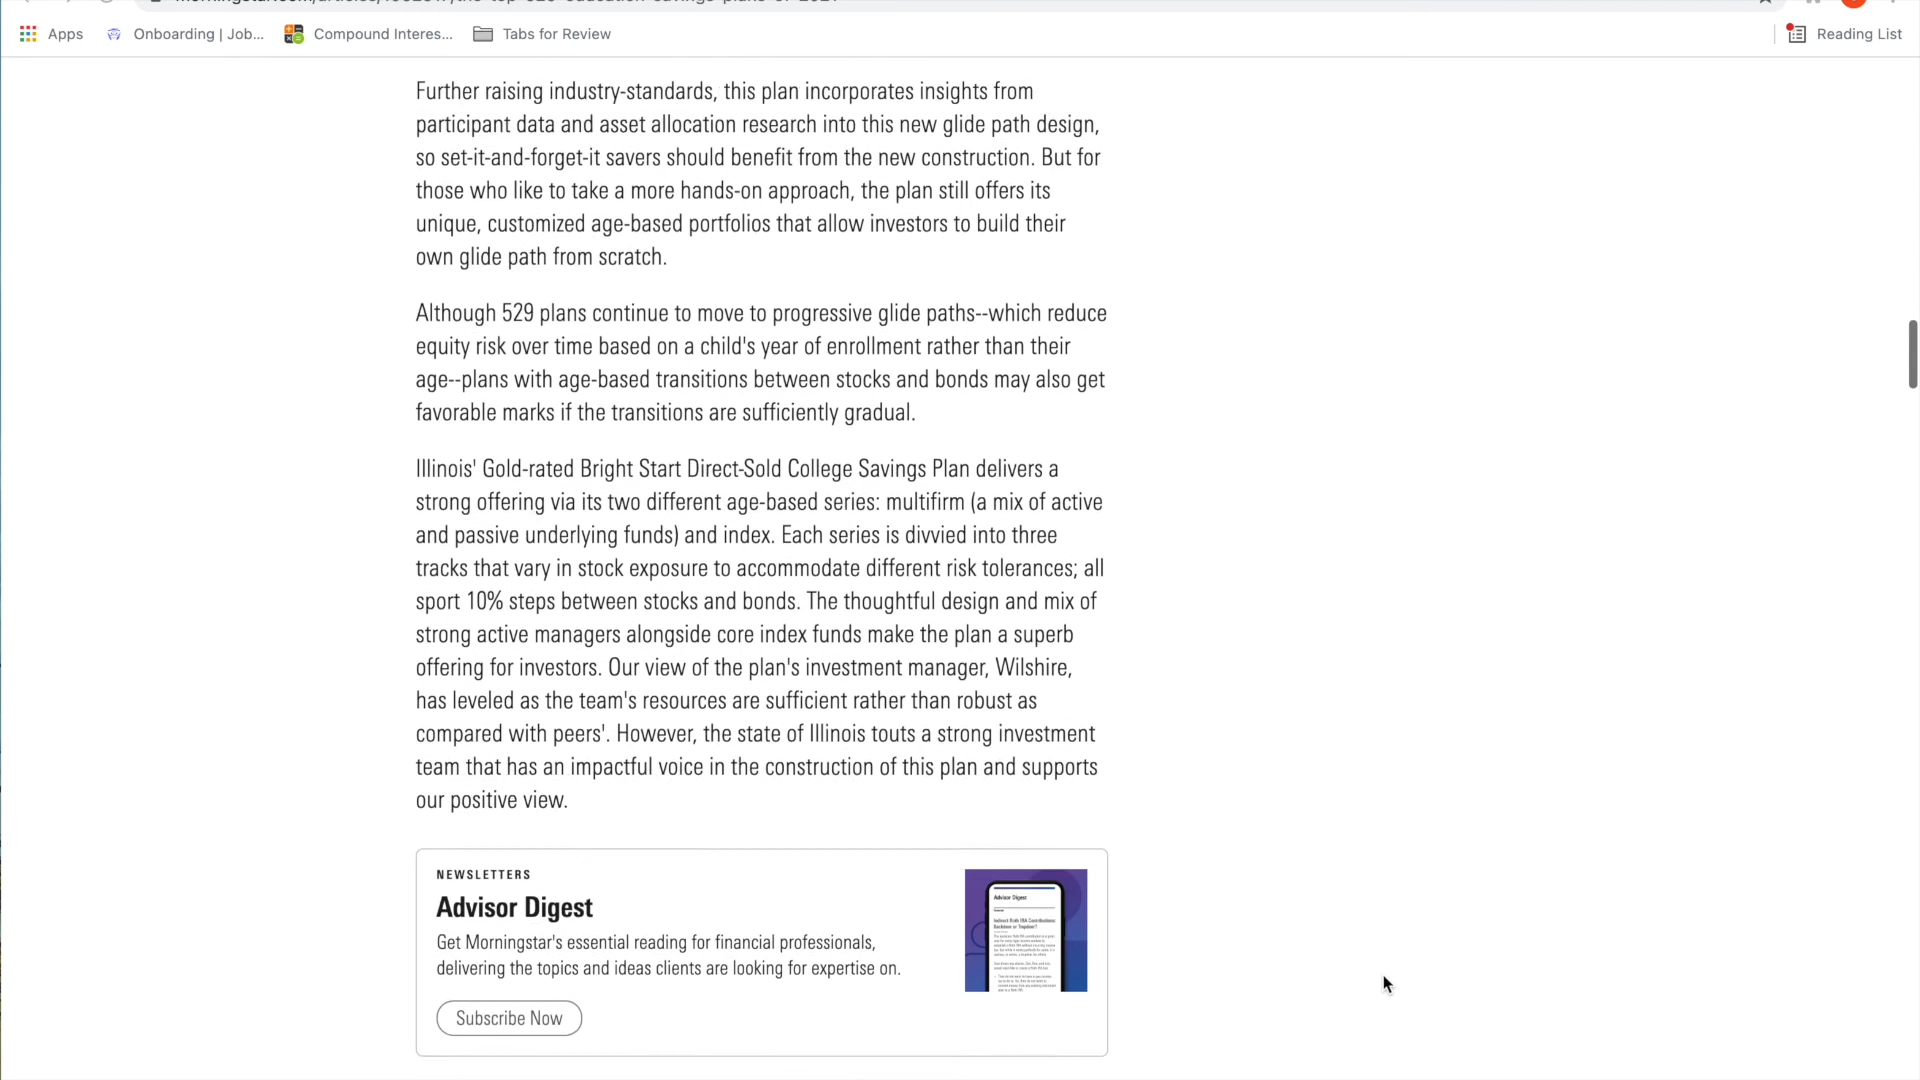 Apps
Onboarding | Job...
Compound Interes...
Tabs for Review
Reading List
Further raising industry-standards, this plan incorporates insights from
participant data and asset allocation research into this new glide path design,
so set-it-and-forget-it savers should benefit from the new construction. But for
those who like to take a more hands-on approach, the plan still offers its
unique, customized age-based portfolios that allow investors to build their
own glide path from scratch.
Although 529 plans continue to move to progressive glide paths--which reduce
equity risk over time based on a child's year of enrollment rather than their
age--plans with age-based transitions between stocks and bonds may also get
favorable marks if the transitions are sufficiently gradual.
Illinois' Gold-rated Bright Start Direct-Sold College Savings Plan delivers a
strong offering via its two different age-based series: multifirm (a mix of active
and passive underlying funds) and index. Each series is divvied into three
tracks that vary in stock exposure to accommodate different risk tolerances; all
sport 10% steps between stocks and bonds. The thoughtful design and mix of
strong active managers alongside core index funds make the plan a superb
offering for investors. Our view of the plan's investment manager, Wilshire,
has leveled as the team's resources are sufficient rather than robust as
compared with peers'. However, the state of Illinois touts a strong investment
team that has an impactful voice in the construction of this plan and supports
our positive view.
NEWSLETTERS
Advisor Digest
Get Morningstar's essential reading for financial professionals,
delivering the topics and ideas clients are looking for expertise on.
Subscribe Now
Advisor Digest